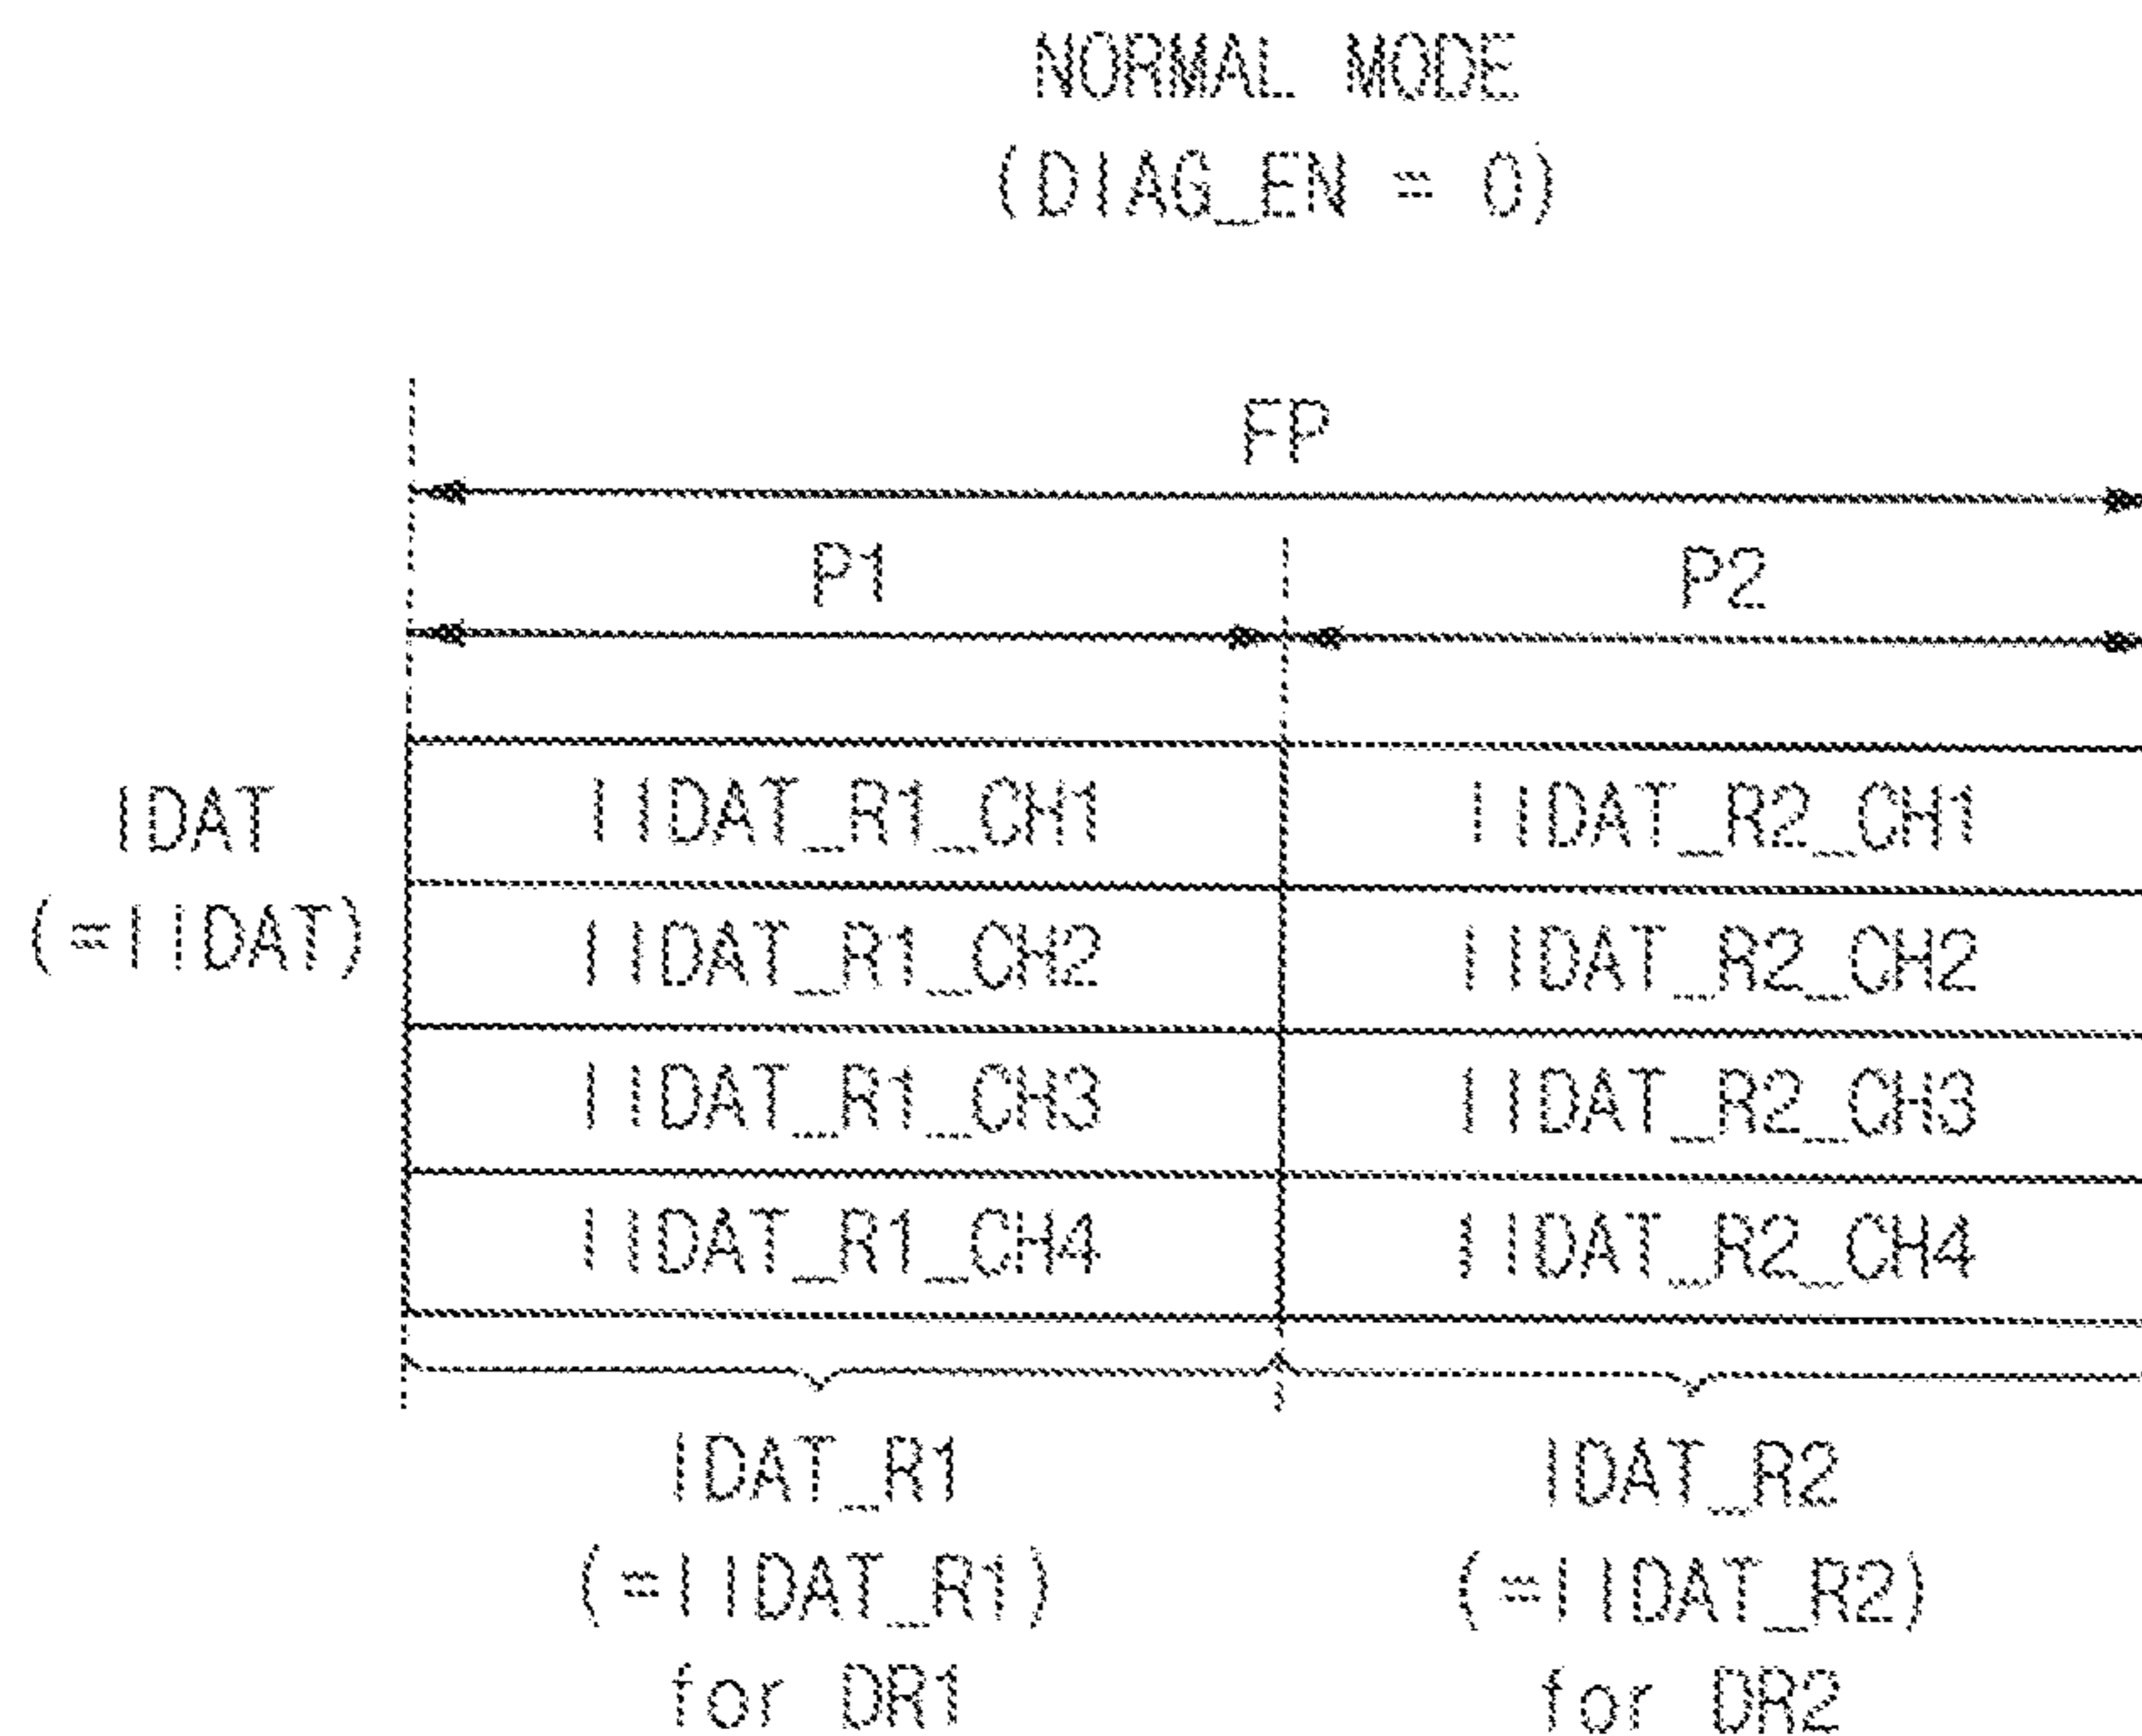 NORMAL MODE
(DIAG_EN = 0)
FP
P1 P2
IDAT
(=IIDAT)
IIDAT_R1_CH1 IIDAT_R2_CH1
IIDAT_R1_CH2 IIDAT_R2_CH2
IIDAT_R1_CH3 IIDAT_R2_CH3
IIDAT_R1_CH4 IIDAT_R2_CH4
IDAT_R1 IDAT_R2
(=IIDAT_R1) (=IIDAT_R2)
for DR1 for DR2